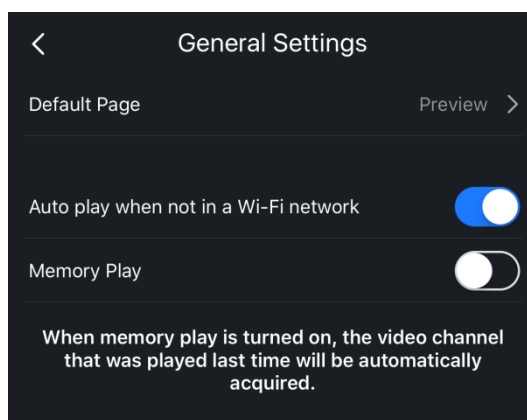 General Settings
Default Page
Preview
Auto play when not in a Wi-Fi network
Memory Play
When memory play is turned on, the video channel
that was played last time will be automatically
acquired.